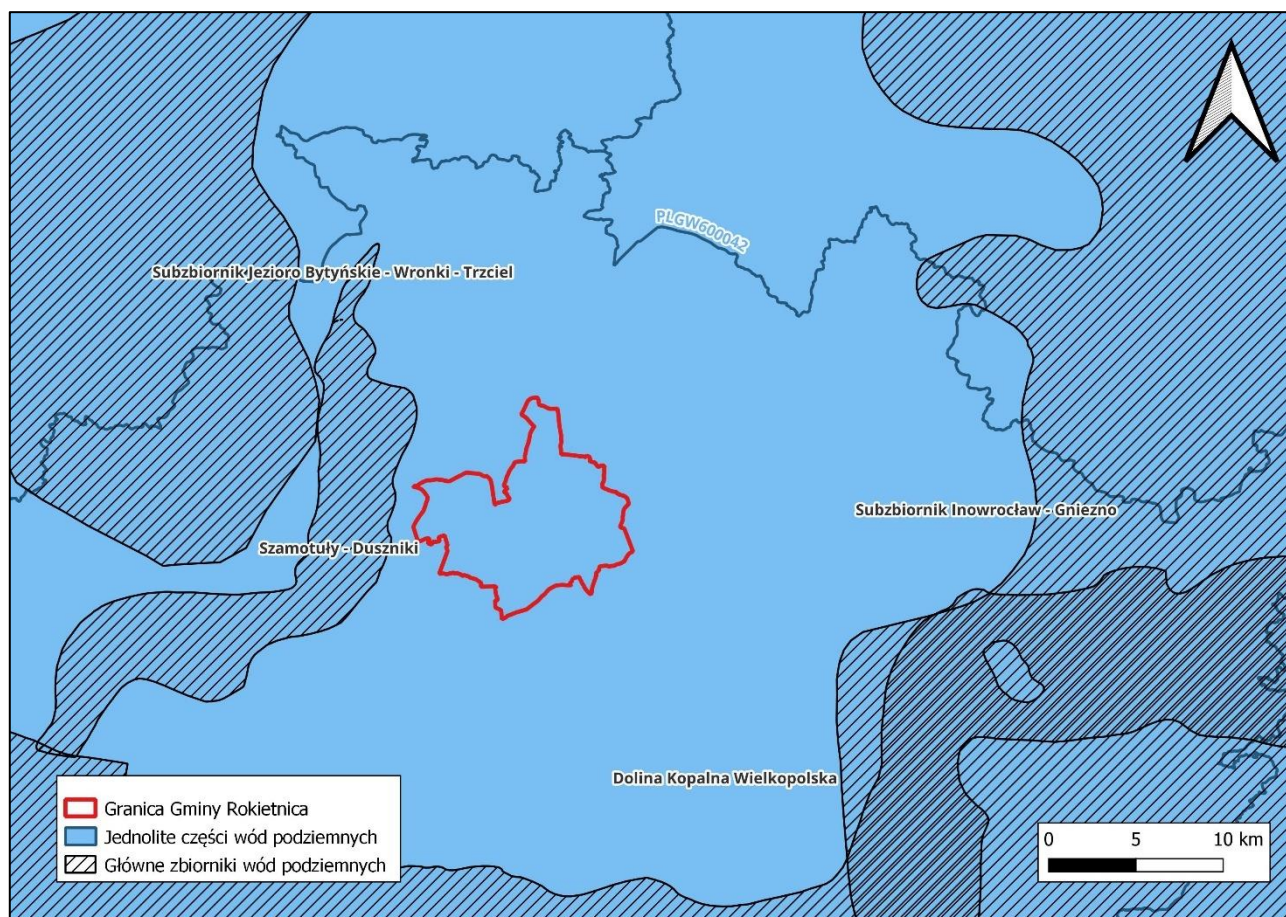 PLGW600042
Subzbiornik Jezioro Bytyńskie - Wronki - Trzciel
Subzbiornik Inowrocław - Gniezno
Szamotuły - Duszniki
Dolina Kopalna Wielkopolska
Granica Gminy Rokietnica
Jednolite części wód podziemnych
Główne zbiorniki wód podziemnych
0 5 10 km